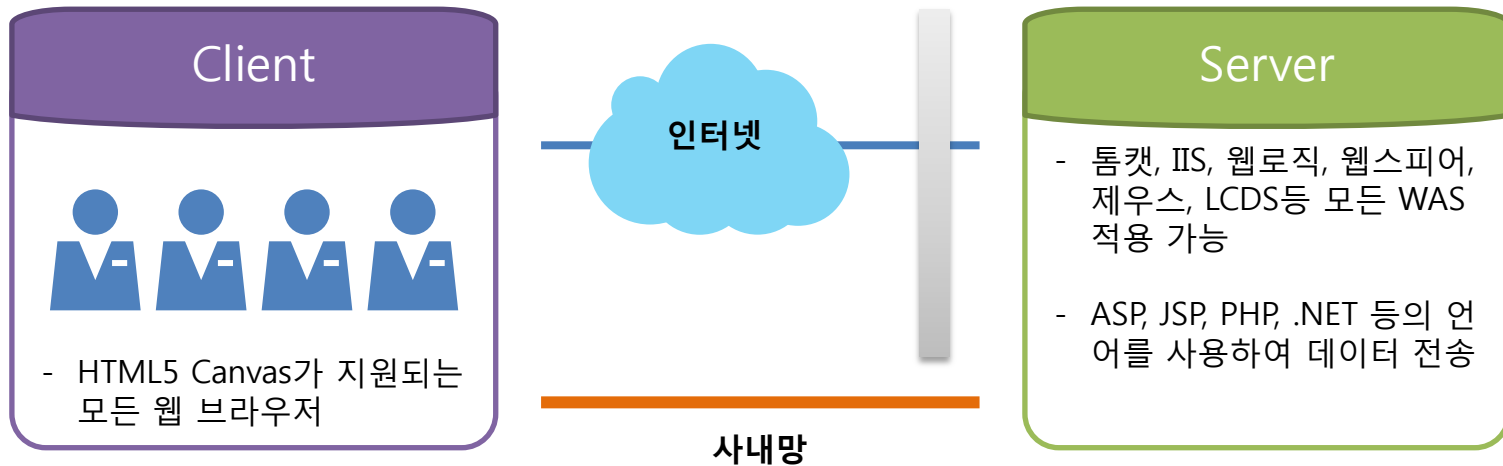 Client
- HTML5 Canvas가 지원되는
모든 웹 브라우저
인터넷
사내망
Server
- 톰캣, IIS, 웹로직, 웹스피어,
제우스, LCDS등 모든 WAS
적용 가능
- ASP, JSP, PHP, .NET 등의 언
어를 사용하여 데이터 전송